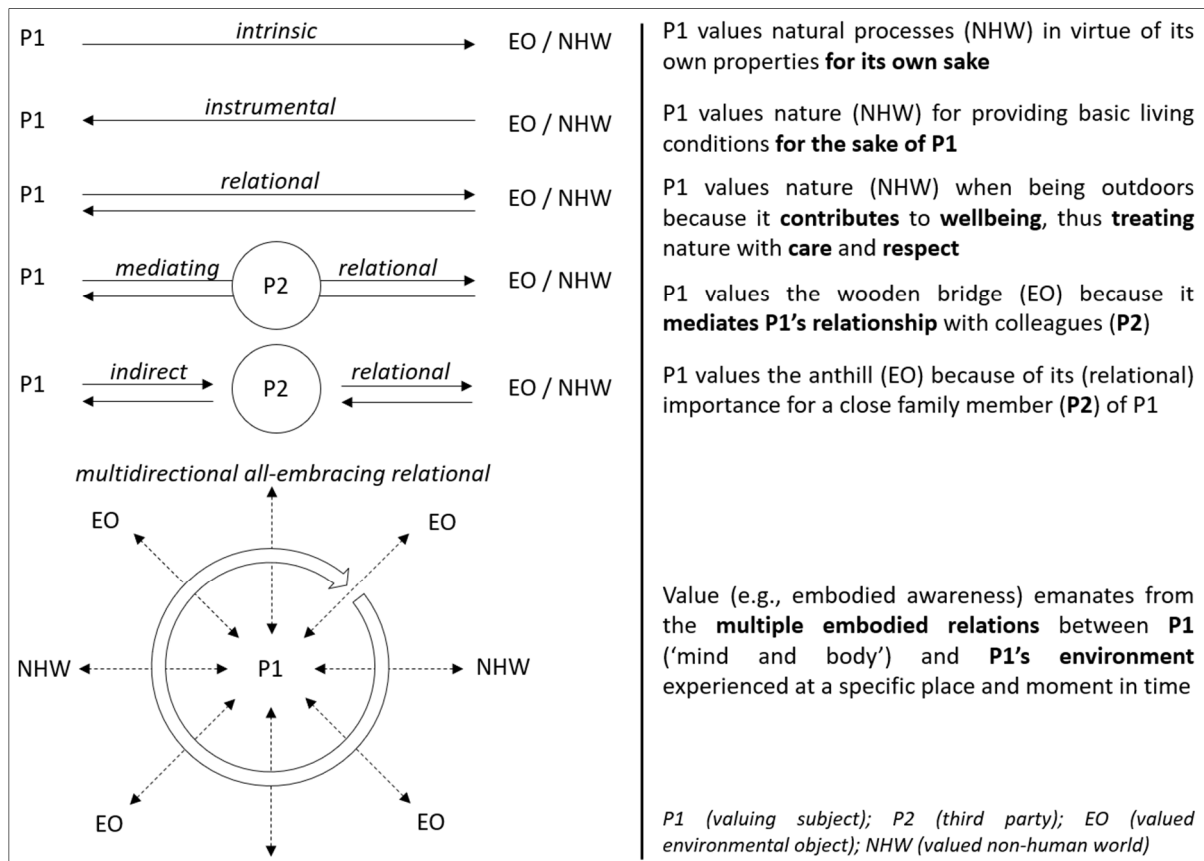 intrinsic
P1 EO / NHW
instrumental
P1 EO / NHW
relational
P1 EO / NHW
mediating relational
P1 P2 EO / NHW
indirect relational
P1 P2 EO / NHW
multidirectional all-embracing relational
EO EO
NHW P1 NHW
EO EO
P1 values natural processes (NHW) in virtue of its
own properties for its own sake
P1 values nature (NHW) for providing basic living
conditions for the sake of P1
P1 values nature (NHW) when being outdoors
because it contributes to wellbeing, thus treating
nature with care and respect
P1 values the wooden bridge (EO) because it
mediates P1’s relationship with colleagues (P2)
P1 values the anthill (EO) because of its (relational)
importance for a close family member (P2) of P1
Value (e.g., embodied awareness) emanates from
the multiple embodied relations between P1
(‘mind and body’) and P1’s environment
experienced at a specific place and moment in time
P1 (valuing subject); P2 (third party); EO (valued
environmental object); NHW (valued non-human world)